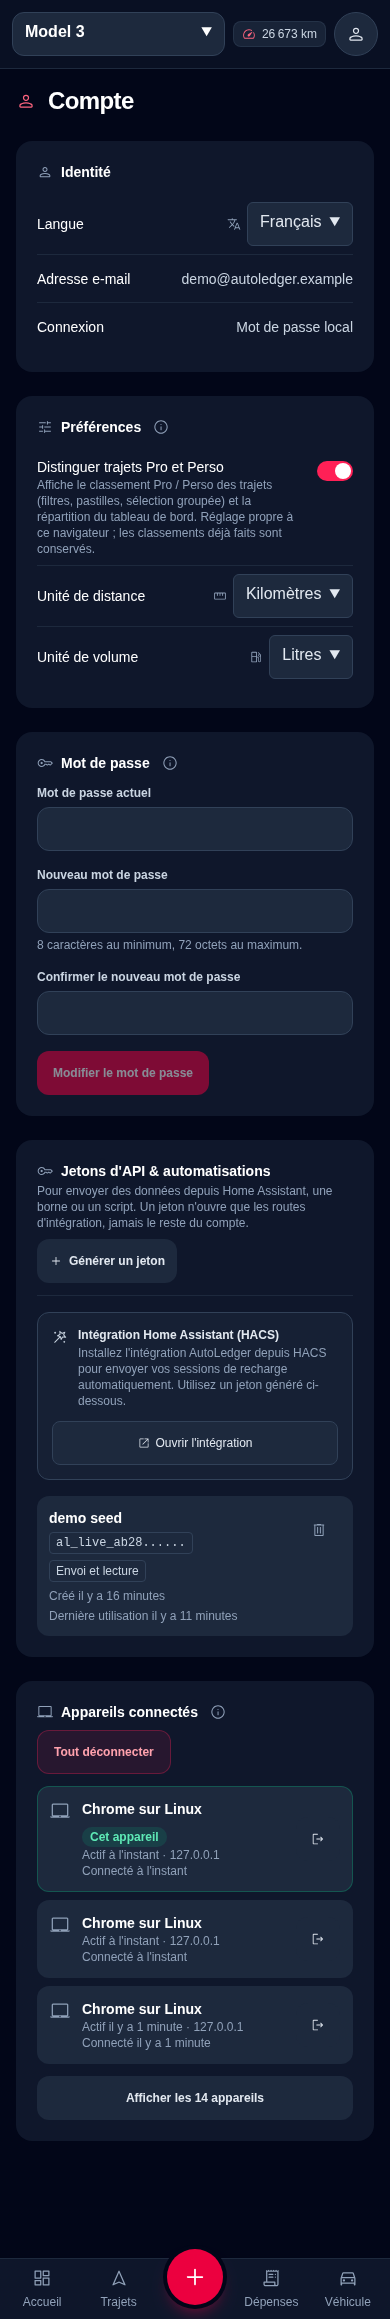 Model 3
26 673 km
Compte
Identité
Langue
Français
Adresse e-mail
demo@autoledger.example
Connexion
Mot de passe local
Préférences
Distinguer trajets Pro et Perso
Affiche le classement Pro / Perso des trajets
(filtres, pastilles, sélection groupée) et la
répartition du tableau de bord. Réglage propre à
ce navigateur ; les classements déjà faits sont
conservés.
Unité de distance
Kilomètres
Unité de volume
Litres
Mot de passe
Mot de passe actuel
Nouveau mot de passe
8 caractères au minimum, 72 octets au maximum.
Confirmer le nouveau mot de passe
Modifier le mot de passe
Jetons d'API & automatisations
Pour envoyer des données depuis Home Assistant, une
borne ou un script. Un jeton n'ouvre que les routes
d'intégration, jamais le reste du compte.
Générer un jeton
Intégration Home Assistant (HACS)
Installez l'intégration AutoLedger depuis HACS
pour envoyer vos sessions de recharge
automatiquement. Utilisez un jeton généré ci-
dessous.
Ouvrir l'intégration
demo seed
al_live_ab28......
Envoi et lecture
Créé il y a 16 minutes
Dernière utilisation il y a 11 minutes
Appareils connectés
Tout déconnecter
Chrome sur Linux
Cet appareil
Actif à l'instant · 127.0.0.1
Connecté à l'instant
Chrome sur Linux
Actif à l'instant · 127.0.0.1
Connecté à l'instant
Chrome sur Linux
Actif il y a 1 minute · 127.0.0.1
Connecté il y a 1 minute
Afficher les 14 appareils
Accueil
Trajets
Dépenses
Véhicule